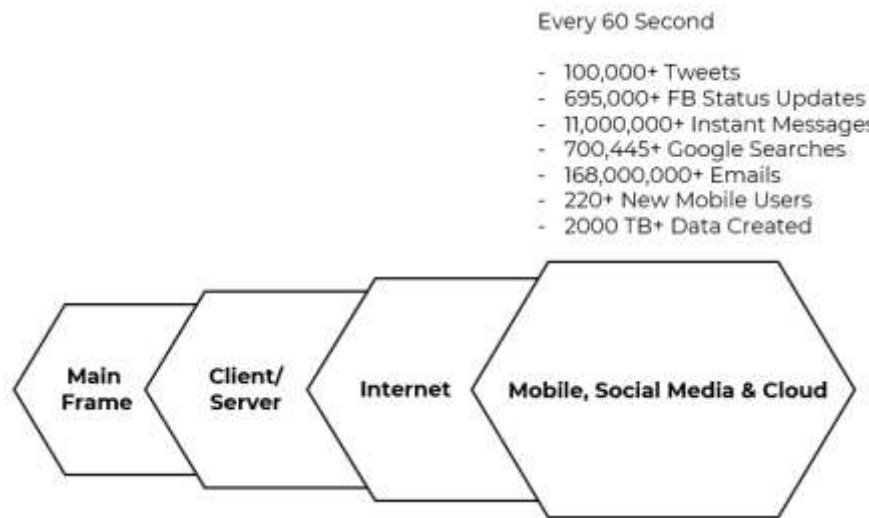 Every 60 Second
- 100,000+ Tweets
- 695,000+ FB Status Updates
- 11,000,000+ Instant Messages
- 700,445+ Google Searches
- 168,000,000+ Emails
- 220+ New Mobile Users
- 2000 TB+ Data Created
Main
Frame
Client/
Server
Internet
Mobile, Social Media & Cloud